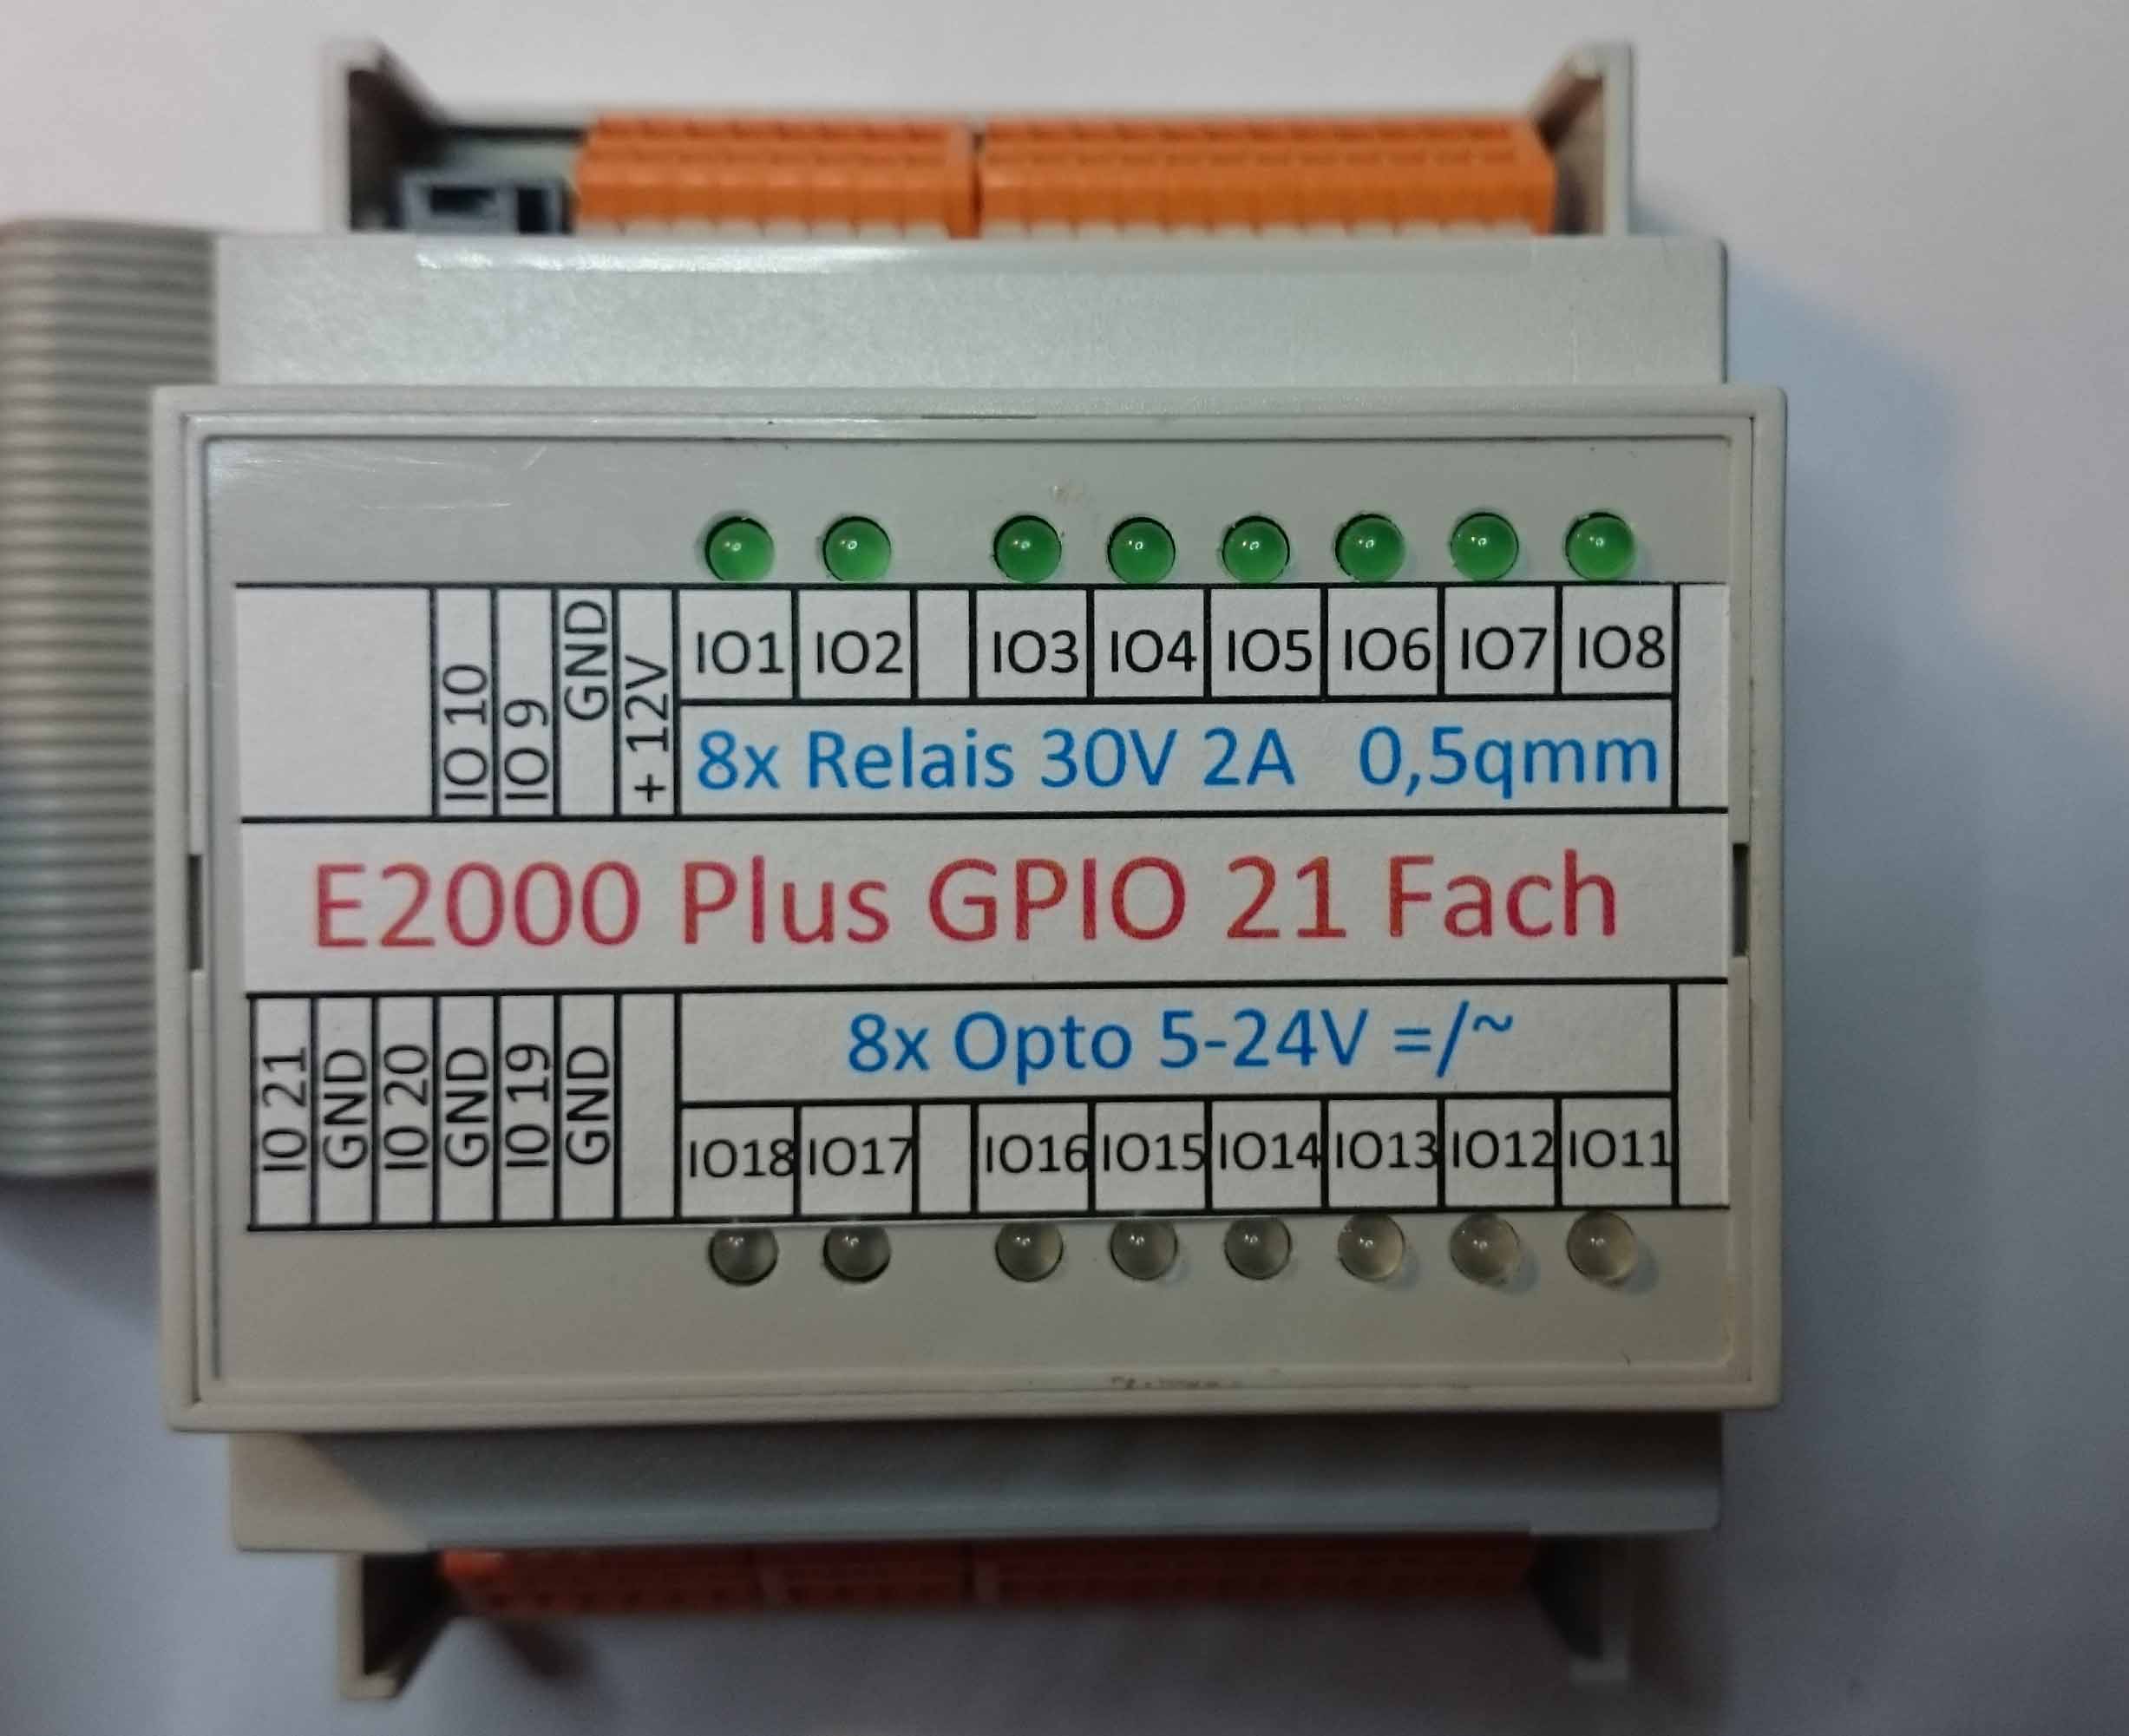 IO 10
IO 9
GND
+ 12V
IO1 IO2 IO3 IO4 IO5 IO6 IO7 IO8
8x Relais 30V 2A 0,5qmm
E2000 Plus GPIO 21 Fach
IO 21
GND
IO 20
GND
IO 19
GND
8x Opto 5-24V =/~
IO18 IO17 IO16 IO15 IO14 IO13 IO12 IO11